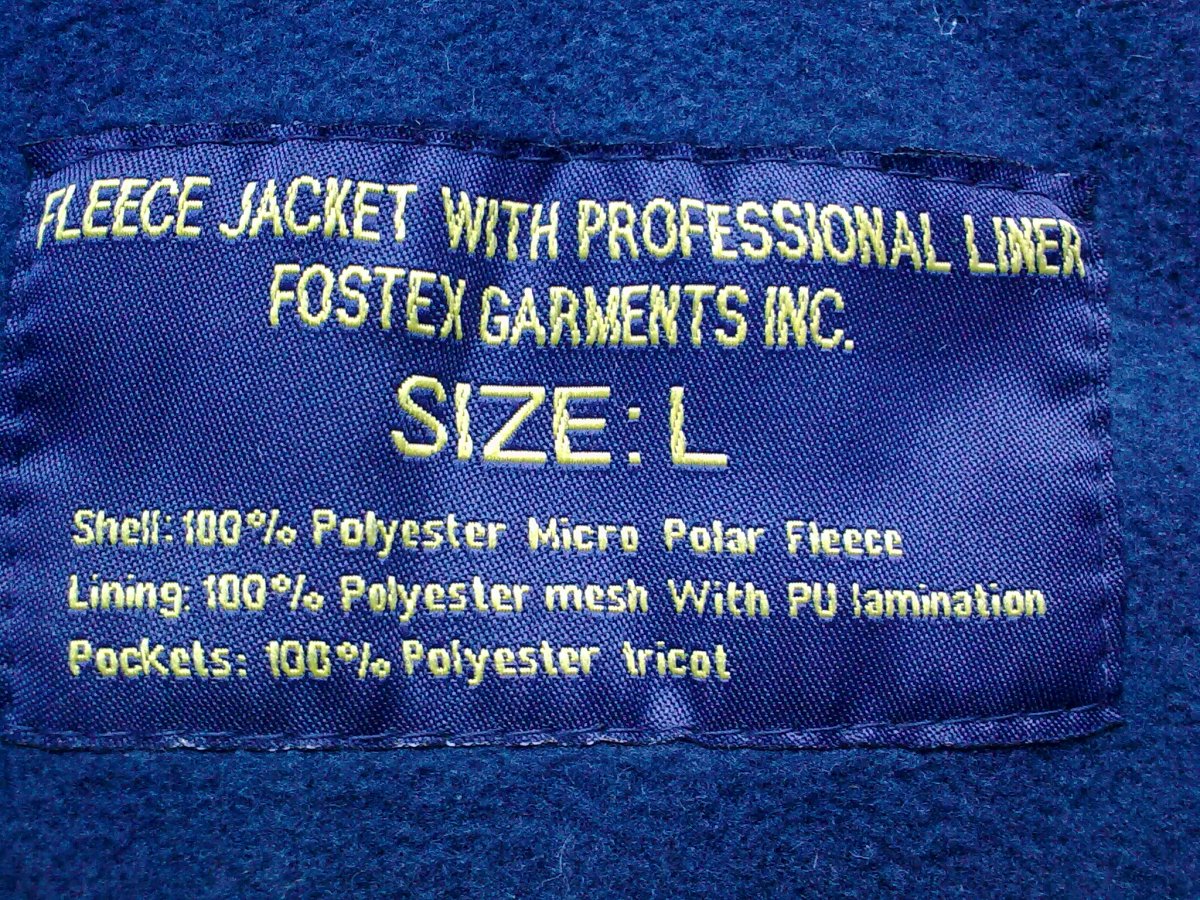 FLEECE JACKET WITH PROFESSIONAL LINER
FOSTEX GARMENTS INC.
SIZE: L
Shell: 100% Polyester Micro Polar Fleece
Lining: 100% Polyester mesh With PU lamination
Pockets: 100% Polyester tricot